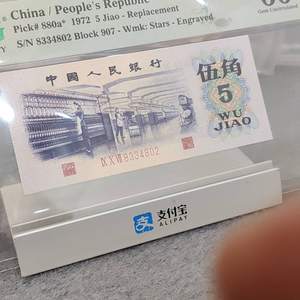 China / People's Republic
Pick# 880a* 1972 5 Jiao - Replacement
S/N 8334802 Block 907 - Wmk: Stars - Engraved
中国人民银行
伍角
5
WU
JIAO
8334802
支付宝
ALIPAY